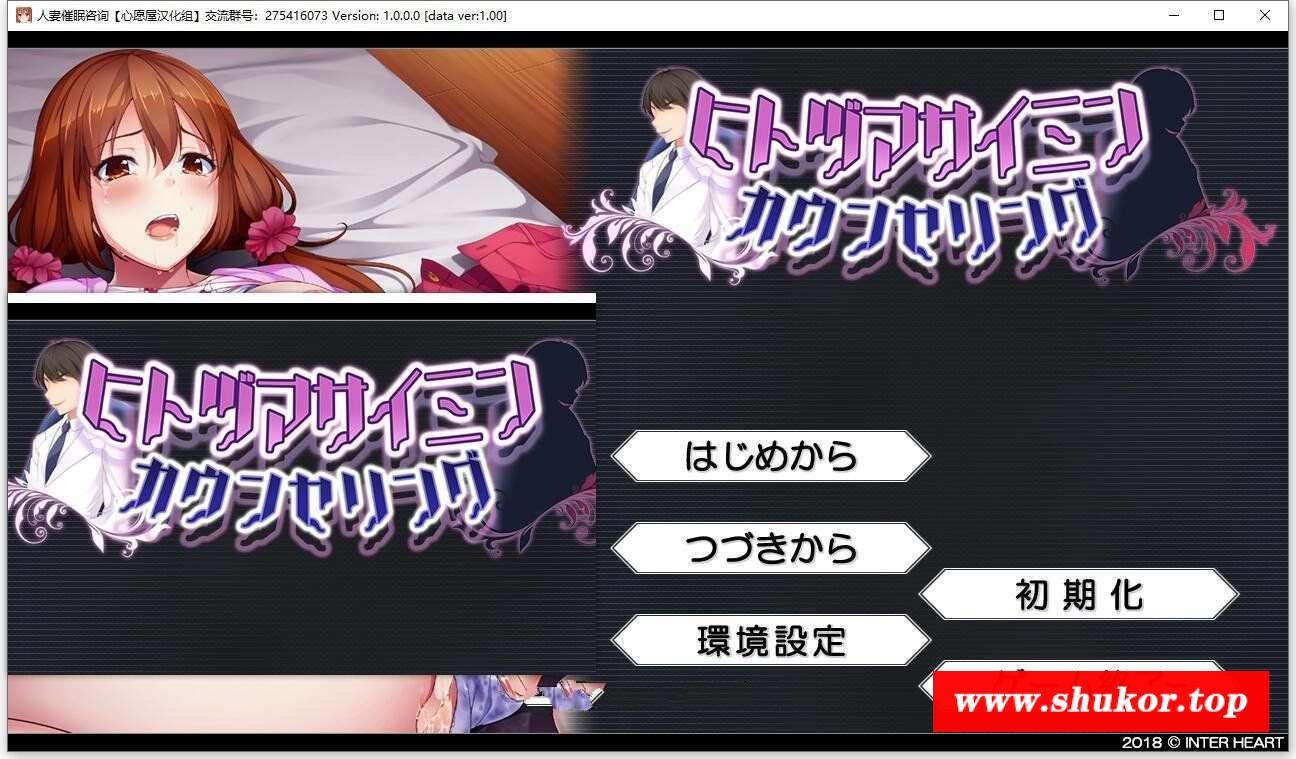 人妻催眠咨询【心愿屋汉化组】交流群号：275416073 Version: 1.0.0.0 [data ver:1.00]
ヒトヅマサイミン
カウンセリング
ヒトヅマサイミン
カウンセリング
はじめから
つづきから
初期化
環境設定
www.shukor.top
2018 © INTER HEART